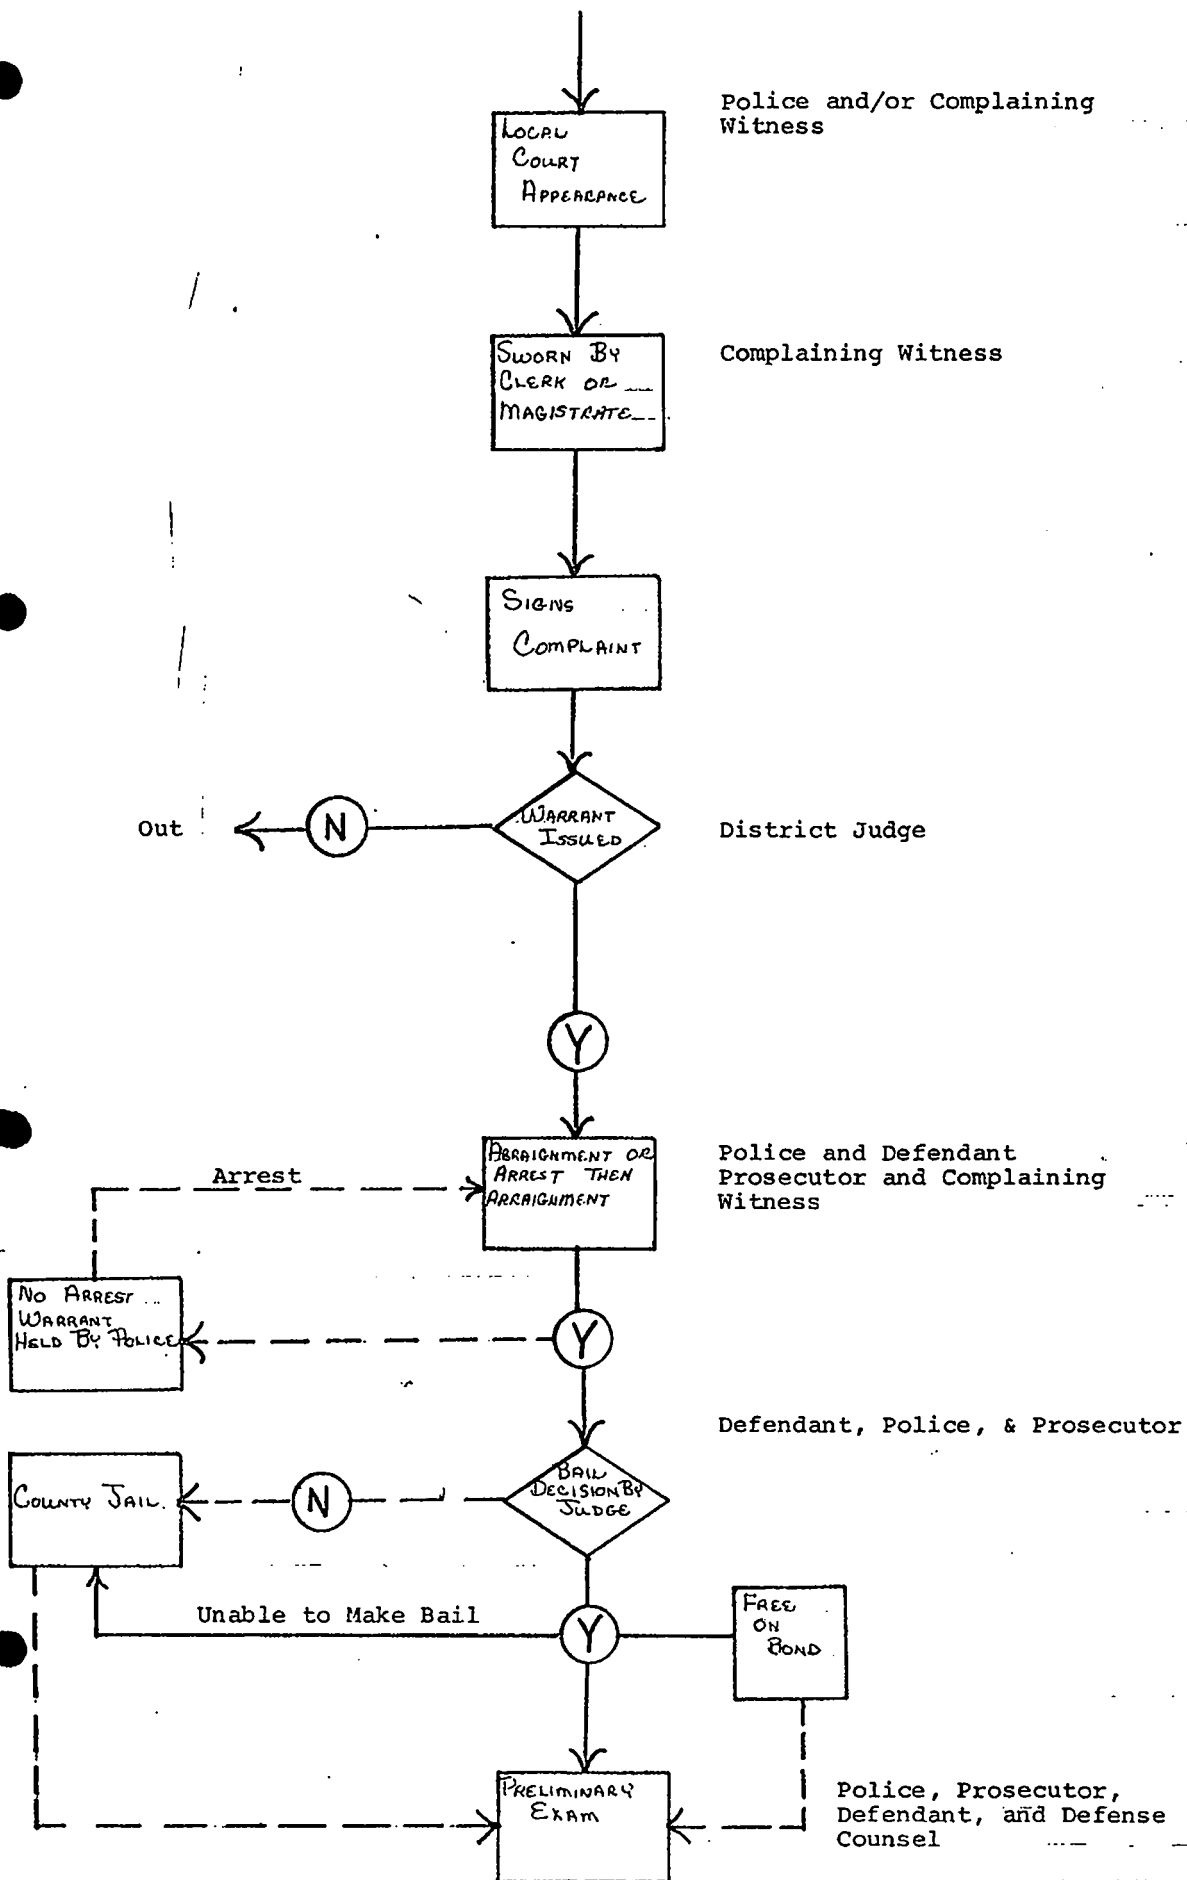 Police and/or Complaining
Witness
LOCAL
COURT
APPEARANCE
SWORN BY
CLERK OR
MAGISTRATE
Complaining Witness
SIGNS
COMPLAINT
Out
N
WARRANT
ISSUED
District Judge
Y
Arrest
ARRAIGNMENT OR
ARREST THEN
ARRAIGNMENT
Police and Defendant
Prosecutor and Complaining
Witness
NO ARREST
WARRANT
HELD BY POLICE
Y
Defendant, Police, & Prosecutor
COUNTY JAIL
N
BAIL
DECISION BY
JUDGE
Unable to Make Bail
Y
FREE
ON
BOND
PRELIMINARY
EXAM
Police, Prosecutor,
Defendant, and Defense
Counsel